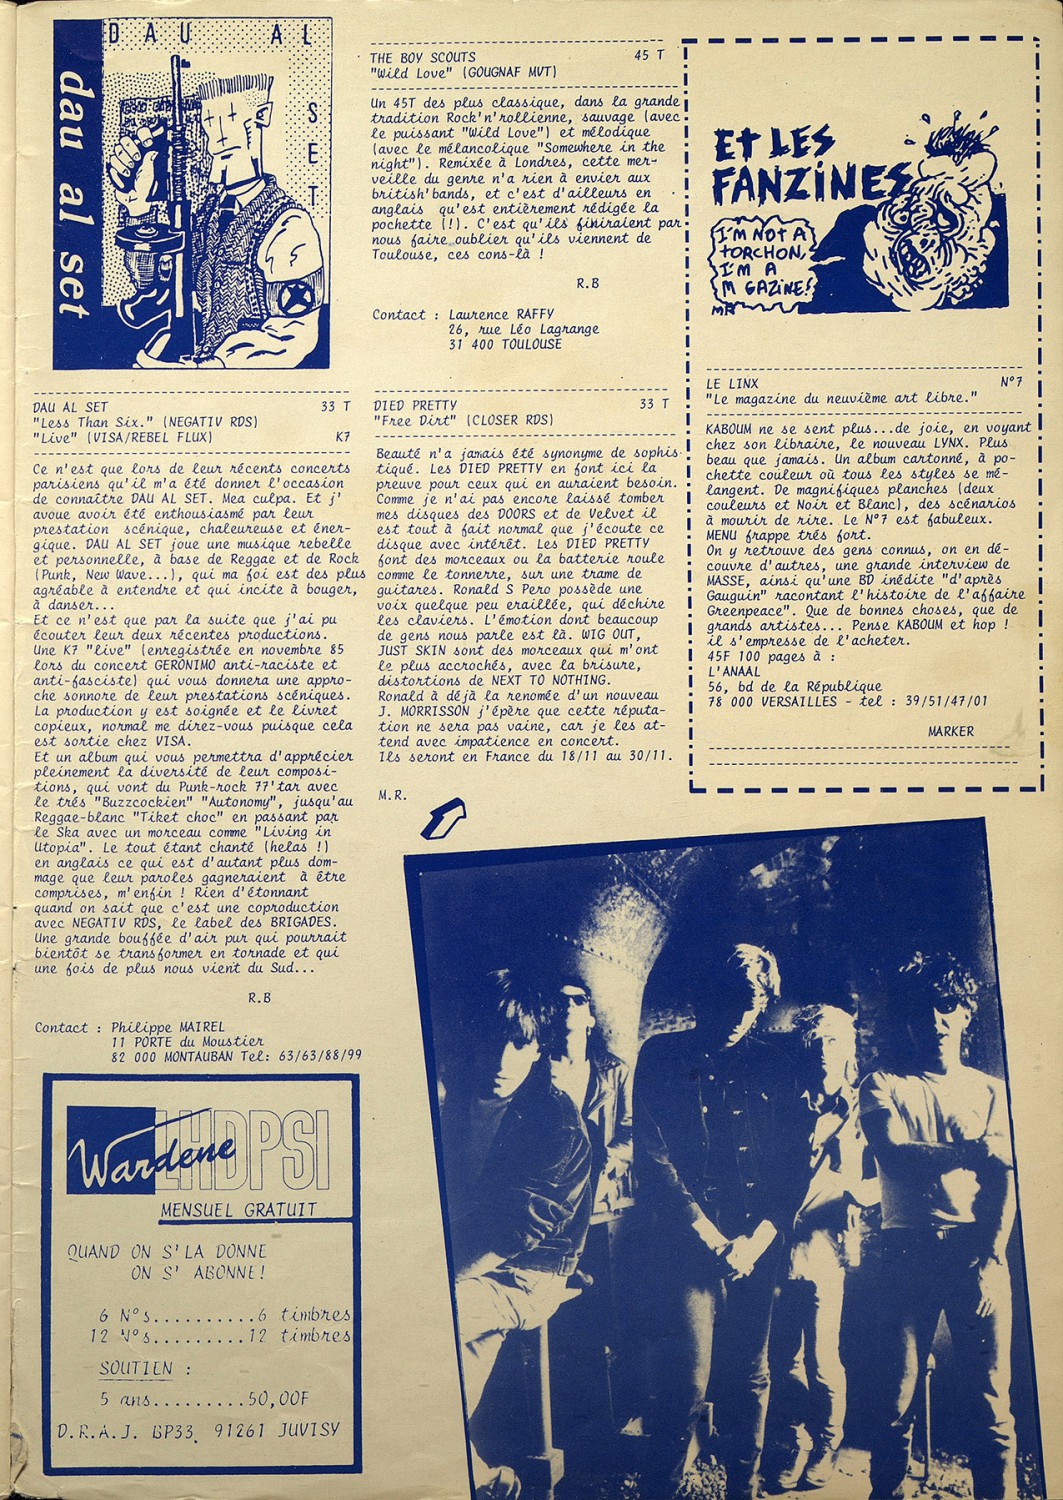 DAU AL SET
dau al set
DAU AL SET 33 T
"Less Than Six." (NEGATIV RDS)
"Live" (VISA/REBEL FLUX) K7
Ce n'est que lors de leur récents concerts
parisiens qu'il m'a été donner l'occasion
de connaître DAU AL SET. Mea culpa. Et j'
avoue avoir été enthousiasmé par leur
prestation scénique, chaleureuse et éner-
gique. DAU AL SET joue une musique rebelle
et personnelle, à base de Reggae et de Rock
(Punk, New Wave...), qui ma foi est des plus
agréable à entendre et qui incite à bouger,
à danser...
Et ce n'est que par la suite que j'ai pu
écouter leur deux récentes productions.
Une K7 "live" (enregistrée en novembre 85
lors du concert GERONIMO anti-raciste et
anti-fasciste) qui vous donnera une appro-
che sonnore de leur prestations scéniques.
La production y est soignée et le livret
copieux, normal me direz-vous puisque cela
est sortie chez VISA.
Et un album qui vous permettra d'apprécier
pleinement la diversité de leur composi-
tions, qui vont du Punk-rock 77'tar avec
le trés "Buzzcockien" "Autonomy", jusqu'au
Reggae-blanc "Tiket choc" en passant par
le Ska avec un morceau comme "Living in
Utopia". Le tout étant chanté (helas !)
en anglais ce qui est d'autant plus dom-
mage que leur paroles gagneraient à être
comprises, m'enfin ! Rien d'étonnant
quand on sait que c'est une coproduction
avec NEGATIV RDS, le label des BRIGADES.
Une grande bouffée d'air pur qui pourrait
bientôt se transformer en tornade et qui
une fois de plus nous vient du Sud...
R.B
Contact : Philippe MAIREL
11 PORTE du Moustier
82 000 MONTAUBAN Tel: 63/63/88/99
Wardene LHDPSI
MENSUEL GRATUIT
QUAND ON S'LA DONNE
ON S' ABONNE!
6 N°s..........6 timbres
12 N°s.........12 timbres
SOUTIEN :
5 ans.........50,00F
D.R.A.J. BP33, 91261 JUVISY
THE BOY SCOUTS 45 T
"Wild Love" (GOUGNAF MVT)
Un 45T des plus classique, dans la grande
tradition Rock'n'rollienne, sauvage (avec
le puissant "Wild Love") et mélodique
(avec le mélancolique "Somewhere in the
night"). Remixée à Londres, cette mer-
veille du genre n'a rien à envier aux
british'bands, et c'est d'ailleurs en
anglais qu'est entièrement rédigée la
pochette (!). C'est qu'ils finiraient par
nous faire oublier qu'ils viennent de
Toulouse, ces cons-là !
R.B
Contact : Laurence RAFFY
26, rue Léo Lagrange
31 400 TOULOUSE
DIED PRETTY 33 T
"Free Dirt" (CLOSER RDS)
Beauté n'a jamais été synonyme de sophis-
tiqué. Les DIED PRETTY en font ici la
preuve pour ceux qui en auraient besoin.
Comme je n'ai pas encore laissé tomber
mes disques des DOORS et de Velvet il
est tout à fait normal que j'écoute ce
disque avec intérêt. Les DIED PRETTY
font des morceaux ou la batterie roule
comme le tonnerre, sur une trame de
guitares. Ronald S Pero possède une
voix quelque peu eraillée, qui déchire
les claviers. L'émotion dont beaucoup
de gens nous parle est là. WIG OUT,
JUST SKIN sont des morceaux qui m'ont
le plus accrochés, avec la brisure,
distortions de NEXT TO NOTHING.
Ronald à déjà la renomée d'un nouveau
J. MORRISSON j'épère que cette réputa-
tion ne sera pas vaine, car je les at-
tend avec impatience en concert.
Ils seront en France du 18/11 au 30/11.
M.R.
Et LES
FANZINES
I'M NOT A
TORCHON,
I'M A
M GAZINE!
MR
LE LINX N°7
"Le magazine du neuvième art libre."
KABOUM ne se sent plus...de joie, en voyant
chez son libraire, le nouveau LYNX. Plus
beau que jamais. Un album cartonné, à po-
chette couleur où tous les styles se mé-
langent. De magnifiques planches (deux
couleurs et Noir et Blanc), des scénarios
à mourir de rire. Le N°7 est fabuleux.
MENU frappe trés fort.
On y retrouve des gens connus, on en dé-
couvre d'autres, une grande interview de
MASSE, ainsi qu'une BD inédite "d'après
Gauguin" racontant l'histoire de l'affaire
Greenpeace". Que de bonnes choses, que de
grands artistes... Pense KABOUM et hop !
il s'empresse de l'acheter.
45F 100 pages à :
L'ANAAL
56, bd de la République
78 000 VERSAILLES - tel : 39/51/47/01
MARKER